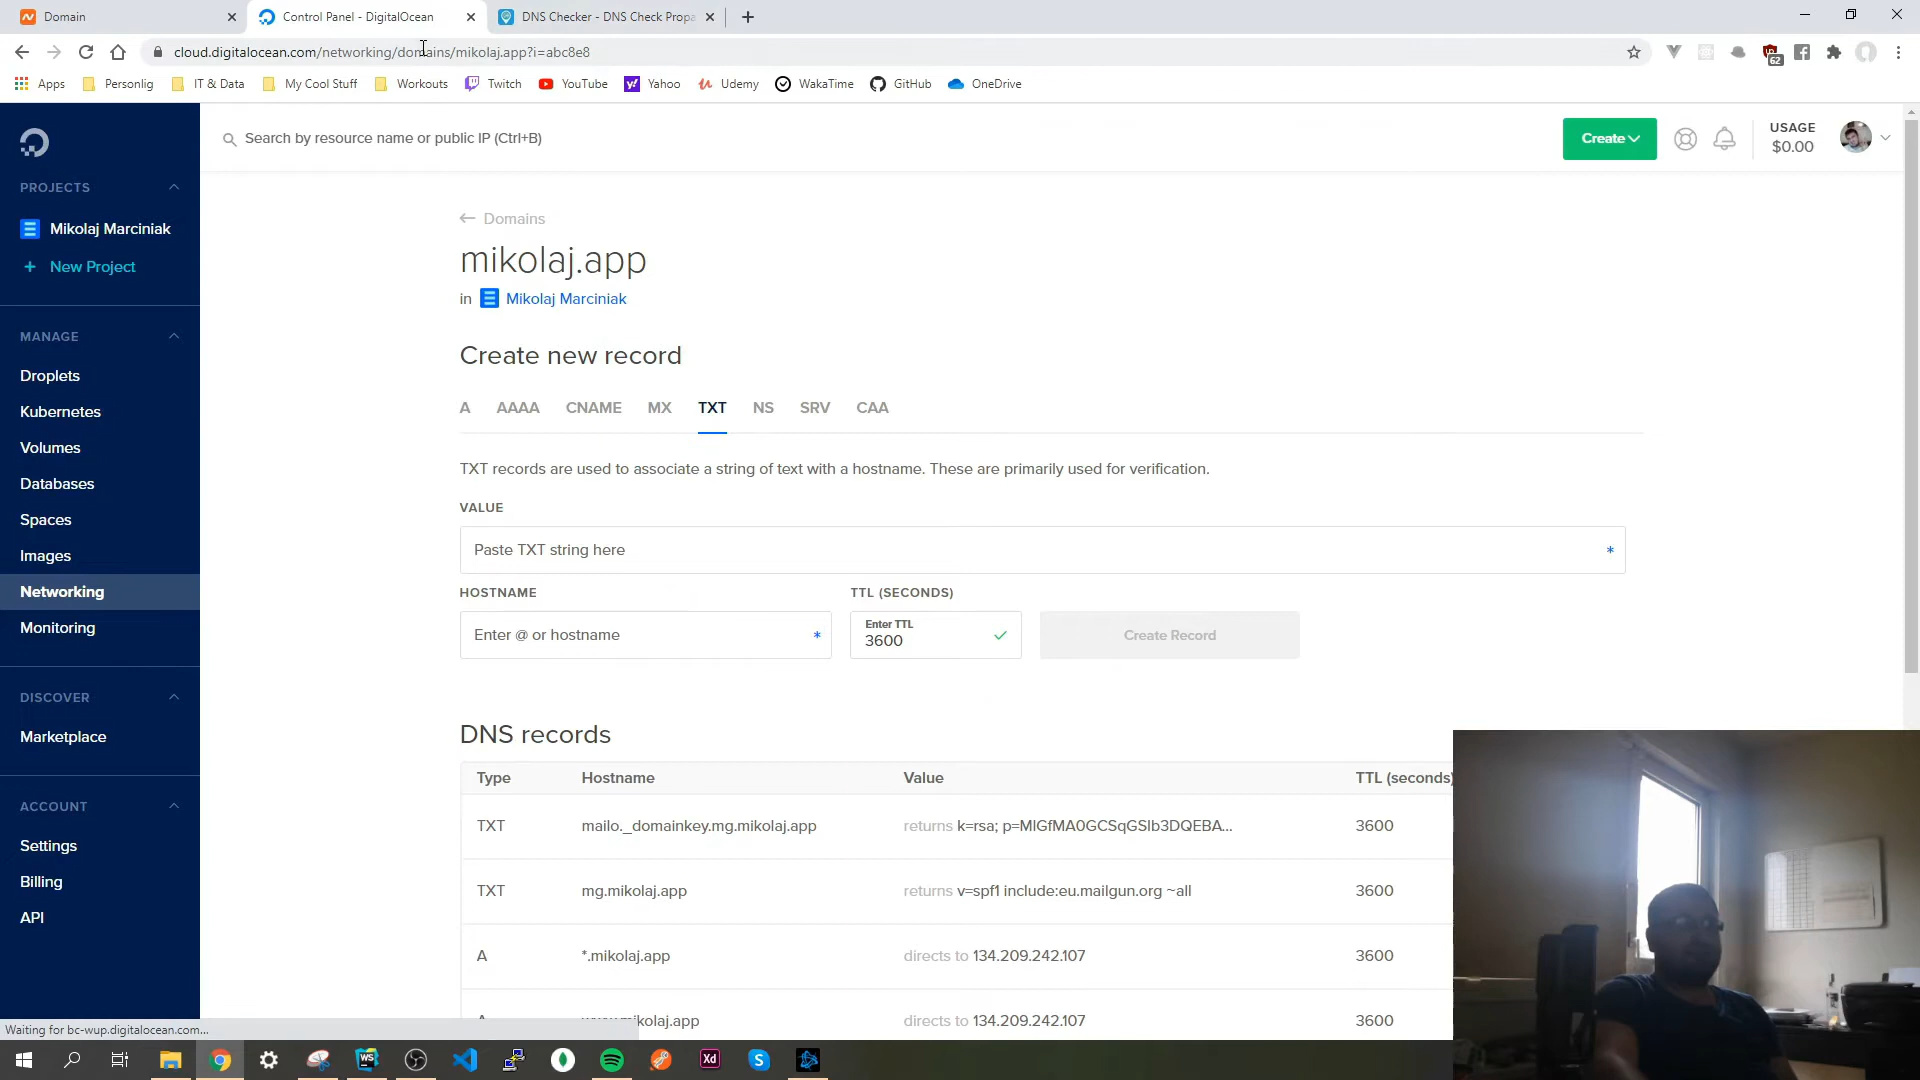 Domain
Control Panel - DigitalOcean
DNS Checker - DNS Check Propa
cloud.digitalocean.com/networking/domains/mikolaj.app?i=abc8e8
62
Apps
Personlig
IT & Data
My Cool Stuff
Workouts
Twitch
YouTube
Yahoo
Udemy
WakaTime
GitHub
OneDrive
Search by resource name or public IP (Ctrl+B)
Create
USAGE
$0.00
PROJECTS
Mikolaj Marciniak
+ New Project
MANAGE
Droplets
Kubernetes
Volumes
Databases
Spaces
Images
Networking
Monitoring
DISCOVER
Marketplace
ACCOUNT
Settings
Billing
API
← Domains
mikolaj.app
in Mikolaj Marciniak
Create new record
A AAAA CNAME MX TXT NS SRV CAA
TXT records are used to associate a string of text with a hostname. These are primarily used for verification.
VALUE
Paste TXT string here *
HOSTNAME
TTL (SECONDS)
Enter @ or hostname *
Enter TTL
3600
Create Record
DNS records
Type Hostname Value TTL (seconds)
TXT mailo._domainkey.mg.mikolaj.app returns k=rsa; p=MIGfMA0GCSqGSIb3DQEBA... 3600
TXT mg.mikolaj.app returns v=spf1 include:eu.mailgun.org ~all 3600
A *.mikolaj.app directs to 134.209.242.107 3600
directs to 134.209.242.107 3600
Waiting for bc-wup.digitalocean.com...
WS
Xd